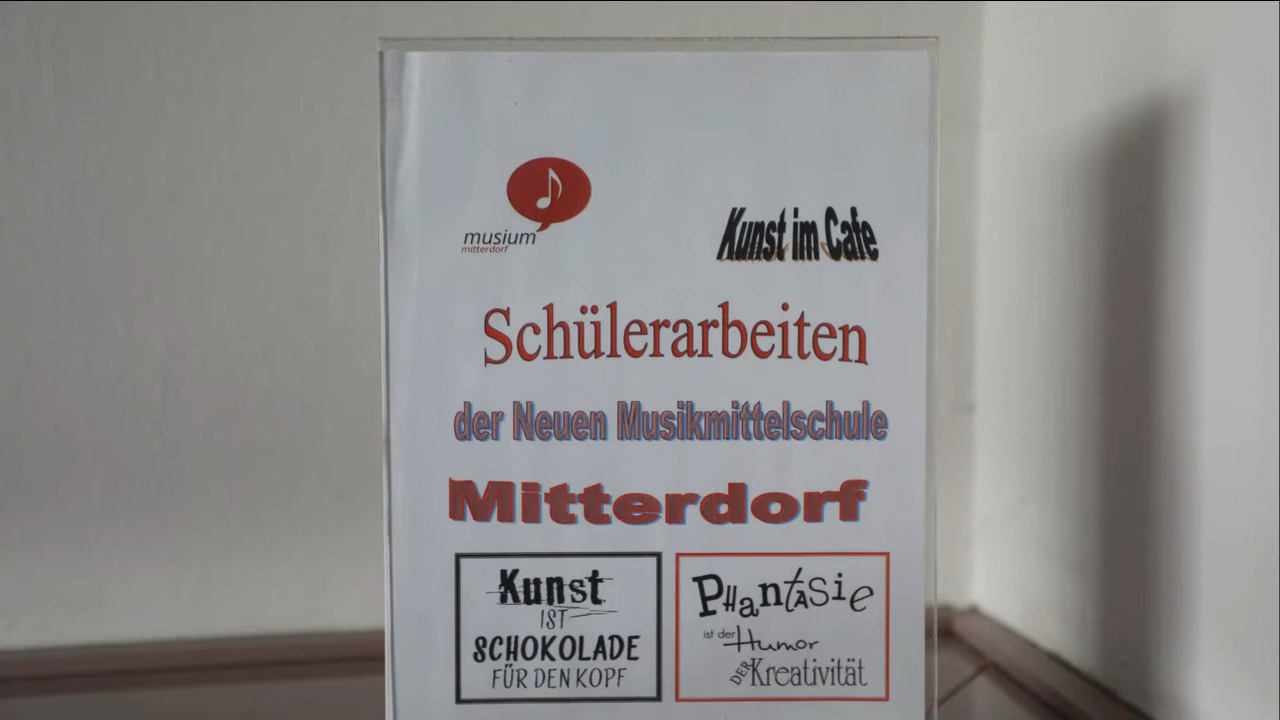 musium
mitterdorf
Kunst im Cafe
Schülerarbeiten
der Neuen Musikmittelschule
Mitterdorf
Kunst
IST
SCHOKOLADE
FÜR DEN KOPF
PHantASiE
ist der Humor
DER Kreativität